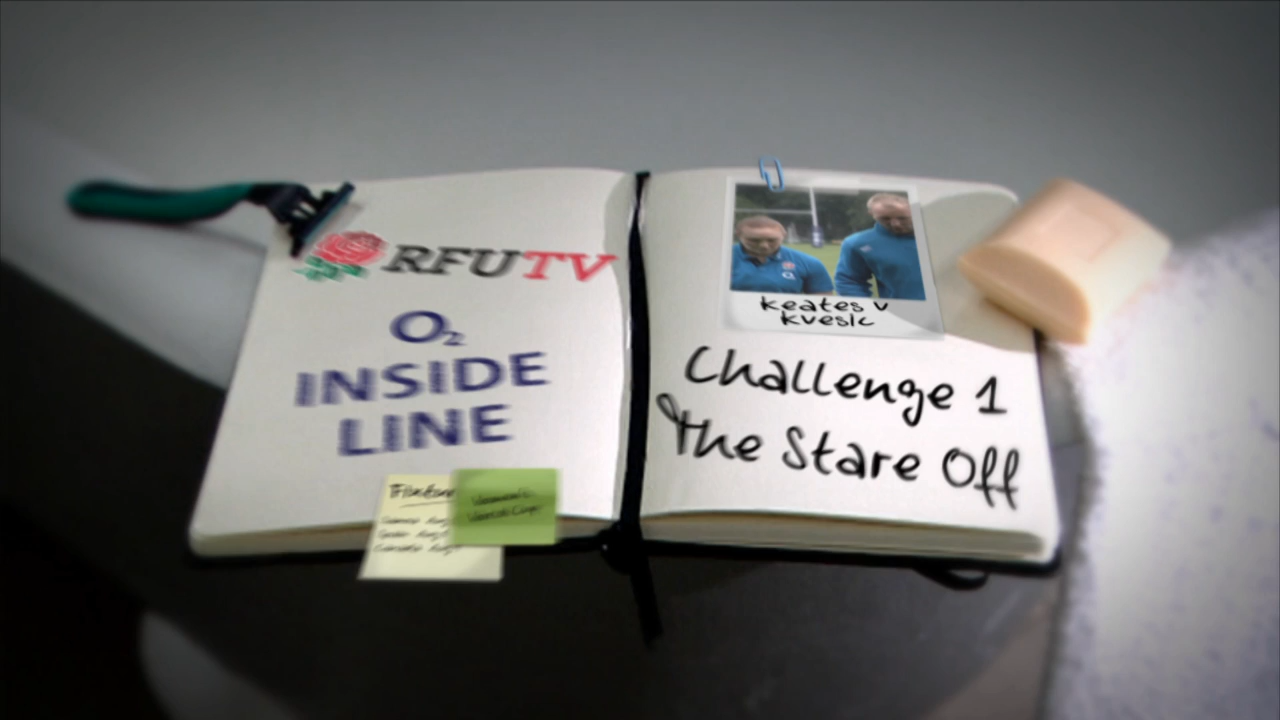 RFUTV
O2
INSIDE
LINE
Keates v
Kvesic
Challenge 1
The Stare Off